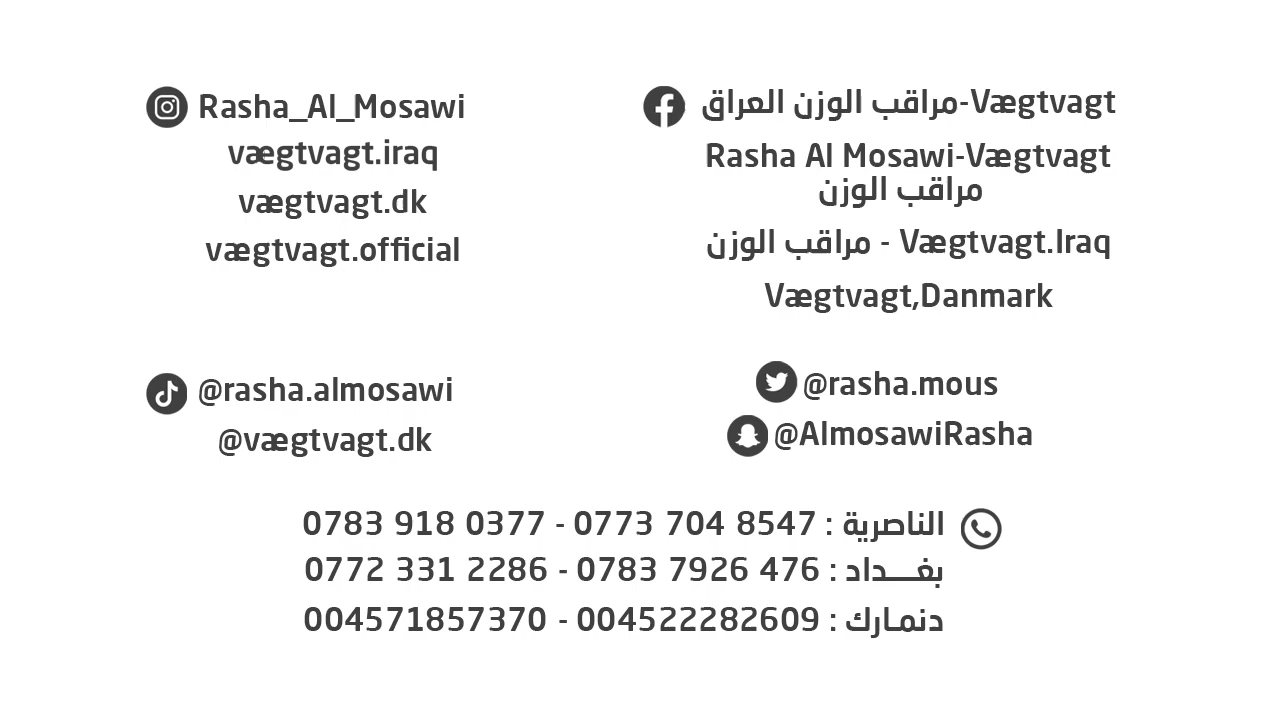 Rasha_Al_Mosawi
vægtvagt.iraq
vægtvagt.dk
vægtvagt.official
مراقب الوزن العراق-Vægtvagt
Rasha Al Mosawi-Vægtvagt
مراقب الوزن
مراقب الوزن - Vægtvagt.Iraq
Vægtvagt,Danmark
@rasha.almosawi
@vægtvagt.dk
@rasha.mous
@AlmosawiRasha
الناصرية : 0773 704 8547 - 0783 918 0377
بغـــداد : 0783 7926 476 - 0772 331 2286
دنمـارك : 004522282609 - 004571857370